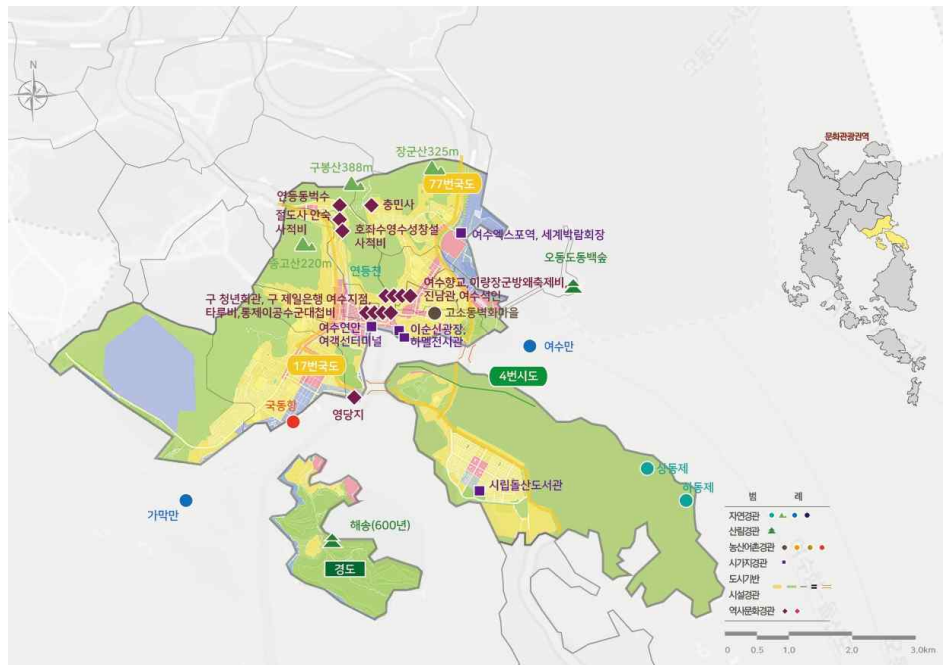 오동도
N
문화관광권역
장군산325m
구봉산388m
77번국도
연등동벅수
충민사
절도사 안숙
사적비
호좌수영수성창설
사적비
여수엑스포역, 세계박람회장
종고산220m
오동도동백숲
연등천
여수향교, 이량장군방왜축제비,
진남관, 여수석인
구 청년회관, 구 제일은행 여수지점,
타루비,통제이공수군대첩비
고소동벽화마을
여수연안
여객선터미널
이순신광장,
하멜전시관
여수만
17번국도
4번시도
국동항
영당지
상동제
시립돌산도서관
하동제
가막만
해송(600년)
경도
범 례
자연경관
산림경관
농산어촌경관
시가지경관
도시기반
시설경관
역사문화경관
0 0.5 1.0 2.0 3.0km